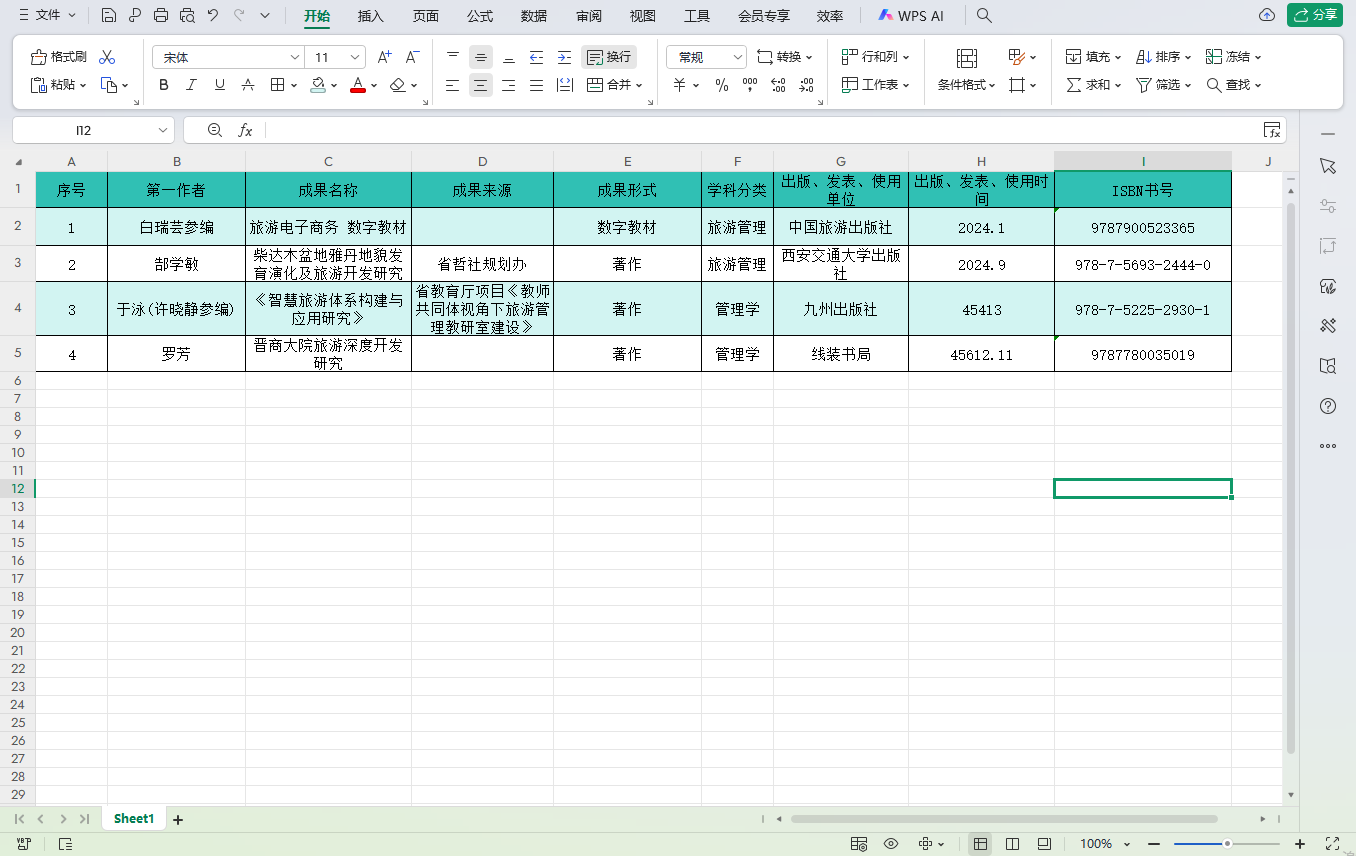 文件 开始 插入 页面 公式 数据 审阅 视图 工具 会员专享 效率 WPS AI 分享
格式刷 宋体 11 A+ A- 换行 常规 转换 行和列 填充 排序 冻结
粘贴 B I U A A 合并 ¥ % 工作表 条件格式 求和 筛选 查找
I12 fx
A B C D E F G H I J
1 序号 第一作者 成果名称 成果来源 成果形式 学科分类 出版、发表、使用 出版、发表、使用时 ISBN书号
单位 间
2 1 白瑞芸参编 旅游电子商务 数字教材 数字教材 旅游管理 中国旅游出版社 2024.1 9787900523365
3 2 郜学敏 柴达木盆地雅丹地貌发 省哲社规划办 著作 旅游管理 西安交通大学出版 2024.9 978-7-5693-2444-0
育演化及旅游开发研究 社
4 3 于泳(许晓静参编) 《智慧旅游体系构建与 省教育厅项目《教师 著作 管理学 九州出版社 45413 978-7-5225-2930-1
应用研究》 共同体视角下旅游管
理教研室建设》
5 4 罗芳 晋商大院旅游深度开发 著作 管理学 线装书局 45612.11 9787780035019
研究
6
7
8
9
10
11
12
13
14
15
16
17
18
19
20
21
22
23
24
25
26
27
28
29
Sheet1
100%